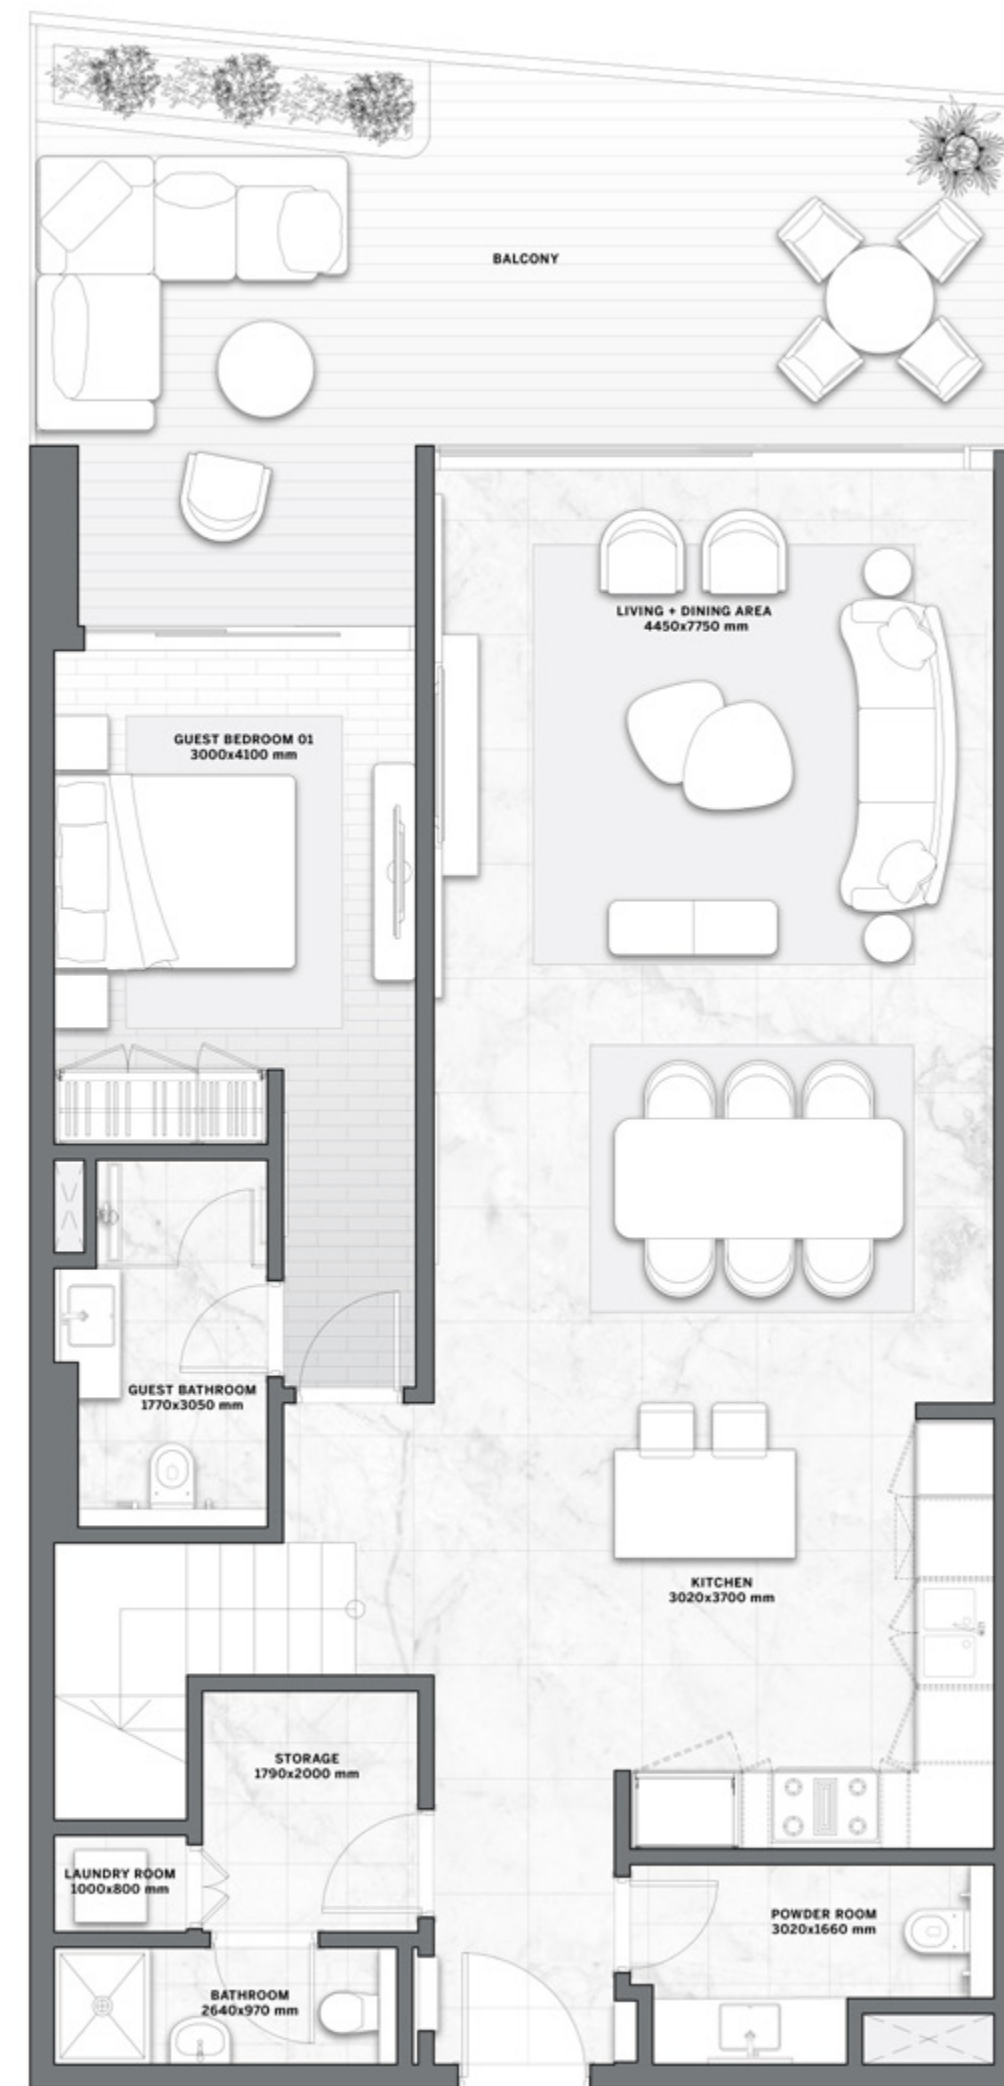 BALCONY
LIVING + DINING AREA
4450x7750 mm
GUEST BEDROOM 01
3000x4100 mm
GUEST BATHROOM
1770x3050 mm
KITCHEN
3020x3700 mm
STORAGE
1790x2000 mm
LAUNDRY ROOM
1000x800 mm
POWDER ROOM
3020x1660 mm
BATHROOM
2640x970 mm